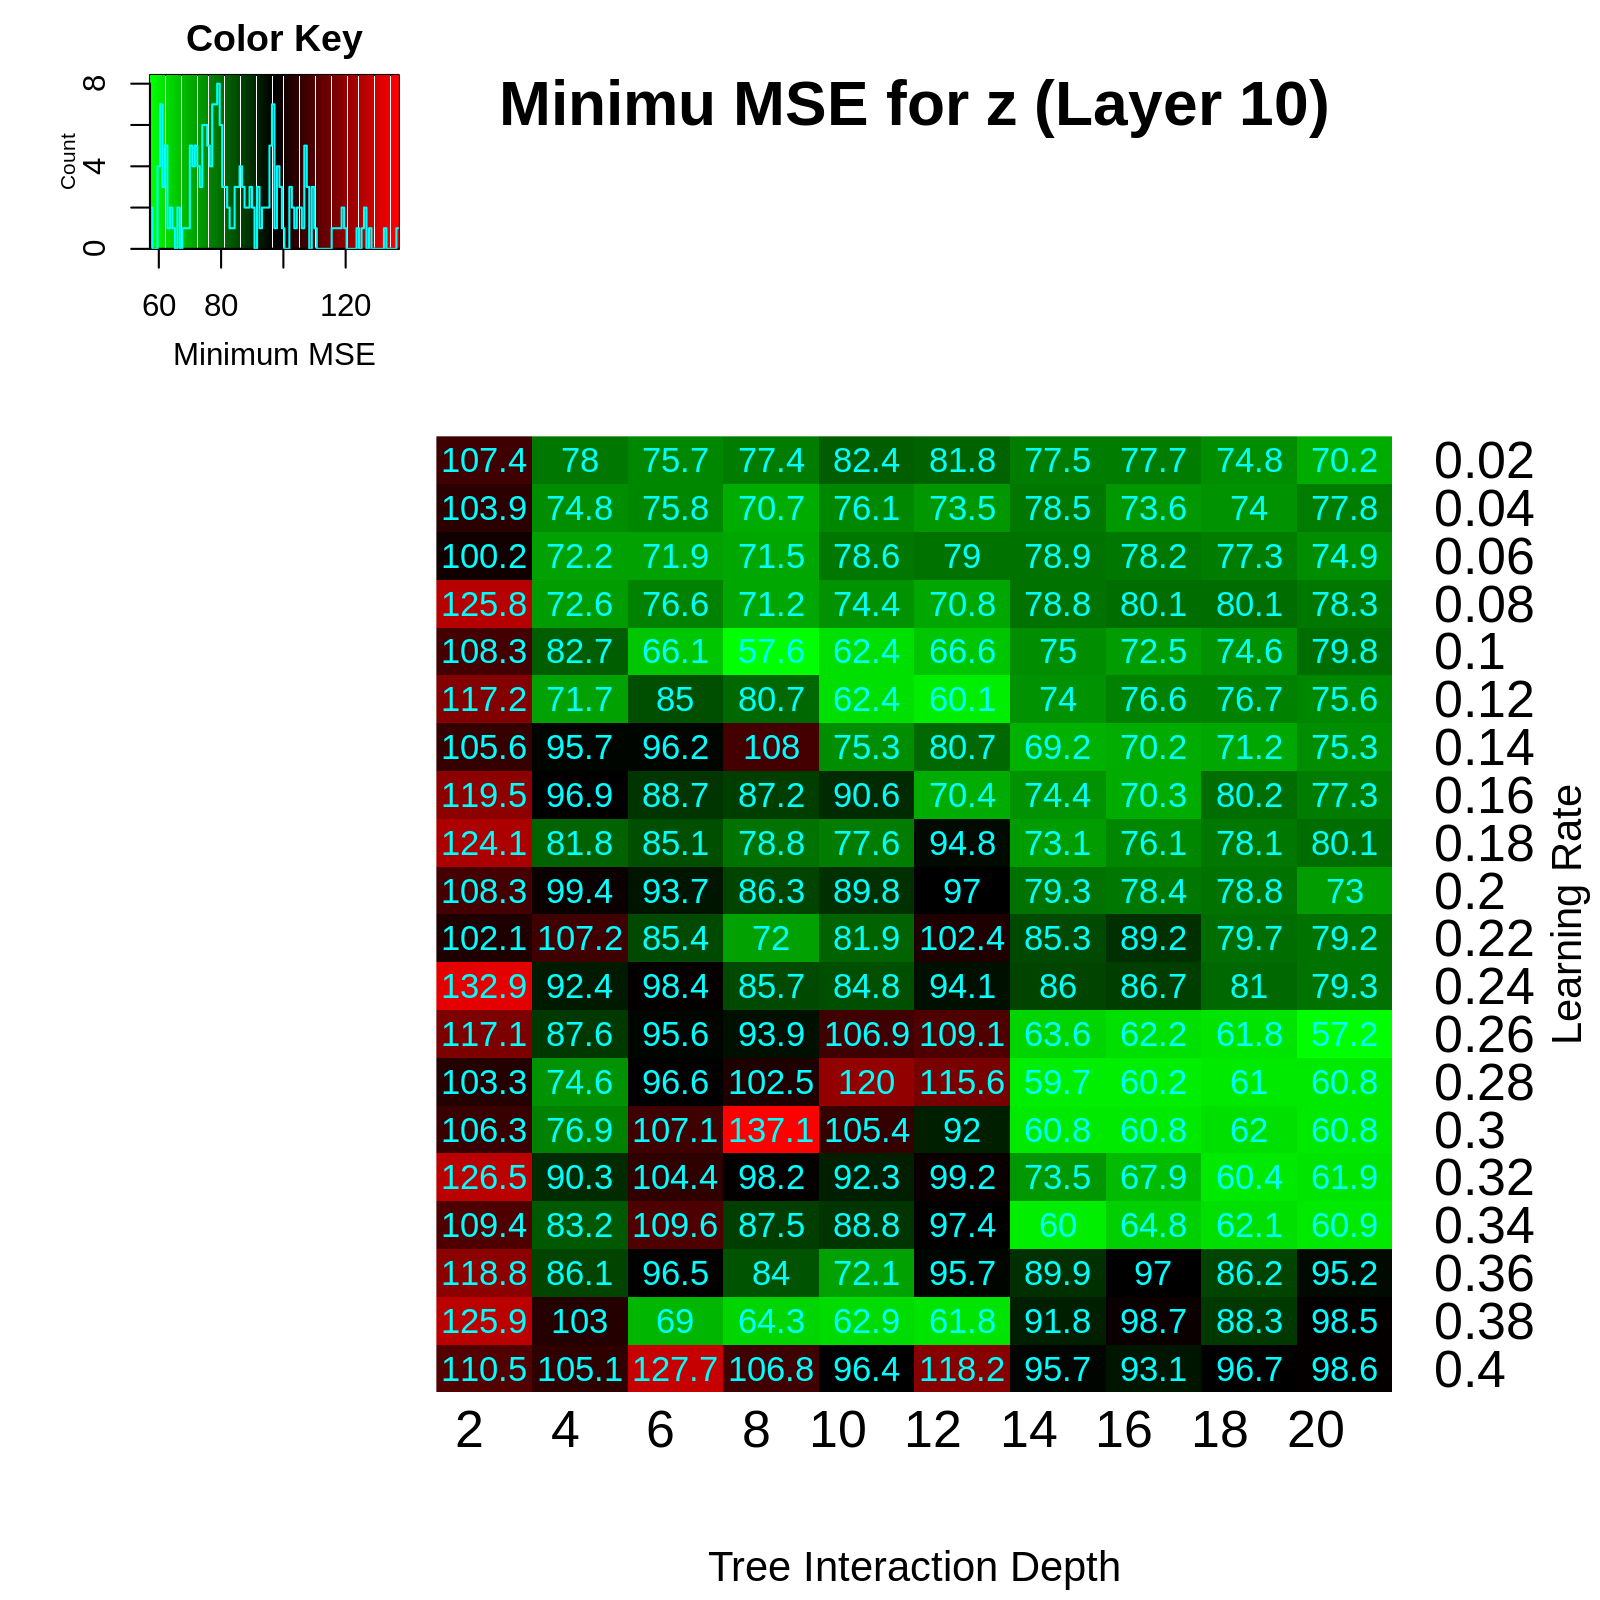 Color Key
Minimu MSE for z (Layer 10)
Count
0 4 8
60 80 120
Minimum MSE
107.4 78 75.7 77.4 82.4 81.8 77.5 77.7 74.8 70.2 0.02
103.9 74.8 75.8 70.7 76.1 73.5 78.5 73.6 74 77.8 0.04
100.2 72.2 71.9 71.5 78.6 79 78.9 78.2 77.3 74.9 0.06
125.8 72.6 76.6 71.2 74.4 70.8 78.8 80.1 80.1 78.3 0.08
108.3 82.7 66.1 57.6 62.4 66.6 75 72.5 74.6 79.8 0.1
117.2 71.7 85 80.7 62.4 60.1 74 76.6 76.7 75.6 0.12
105.6 95.7 96.2 108 75.3 80.7 69.2 70.2 71.2 75.3 0.14
119.5 96.9 88.7 87.2 90.6 70.4 74.4 70.3 80.2 77.3 0.16
124.1 81.8 85.1 78.8 77.6 94.8 73.1 76.1 78.1 80.1 0.18
108.3 99.4 93.7 86.3 89.8 97 79.3 78.4 78.8 73 0.2
102.1 107.2 85.4 72 81.9 102.4 85.3 89.2 79.7 79.2 0.22
132.9 92.4 98.4 85.7 84.8 94.1 86 86.7 81 79.3 0.24
117.1 87.6 95.6 93.9 106.9 109.1 63.6 62.2 61.8 57.2 0.26
103.3 74.6 96.6 102.5 120 115.6 59.7 60.2 61 60.8 0.28
106.3 76.9 107.1 137.1 105.4 92 60.8 60.8 62 60.8 0.3
126.5 90.3 104.4 98.2 92.3 99.2 73.5 67.9 60.4 61.9 0.32
109.4 83.2 109.6 87.5 88.8 97.4 60 64.8 62.1 60.9 0.34
118.8 86.1 96.5 84 72.1 95.7 89.9 97 86.2 95.2 0.36
125.9 103 69 64.3 62.9 61.8 91.8 98.7 88.3 98.5 0.38
110.5 105.1 127.7 106.8 96.4 118.2 95.7 93.1 96.7 98.6 0.4
Learning Rate
2 4 6 8 10 12 14 16 18 20
Tree Interaction Depth